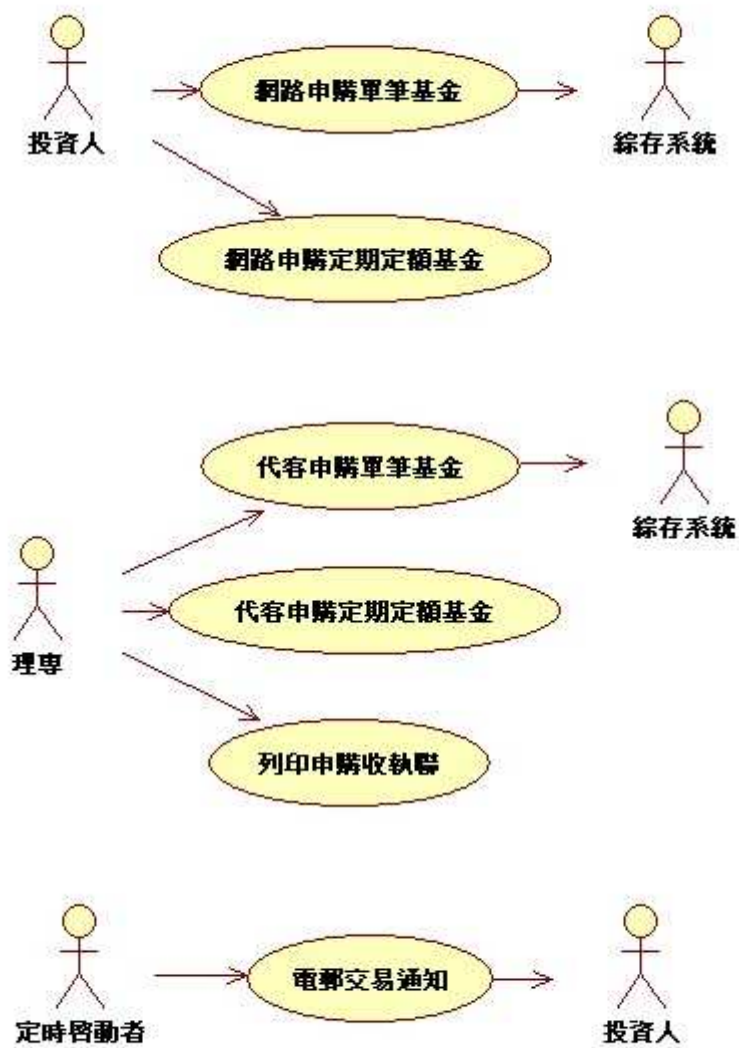 網路申購單筆基金
投資人
綜存系統
網路申購定期定額基金
代客申購單筆基金
綜存系統
代客申購定期定額基金
理專
列印申購收執聯
電郵交易通知
定時啓動者
投資人